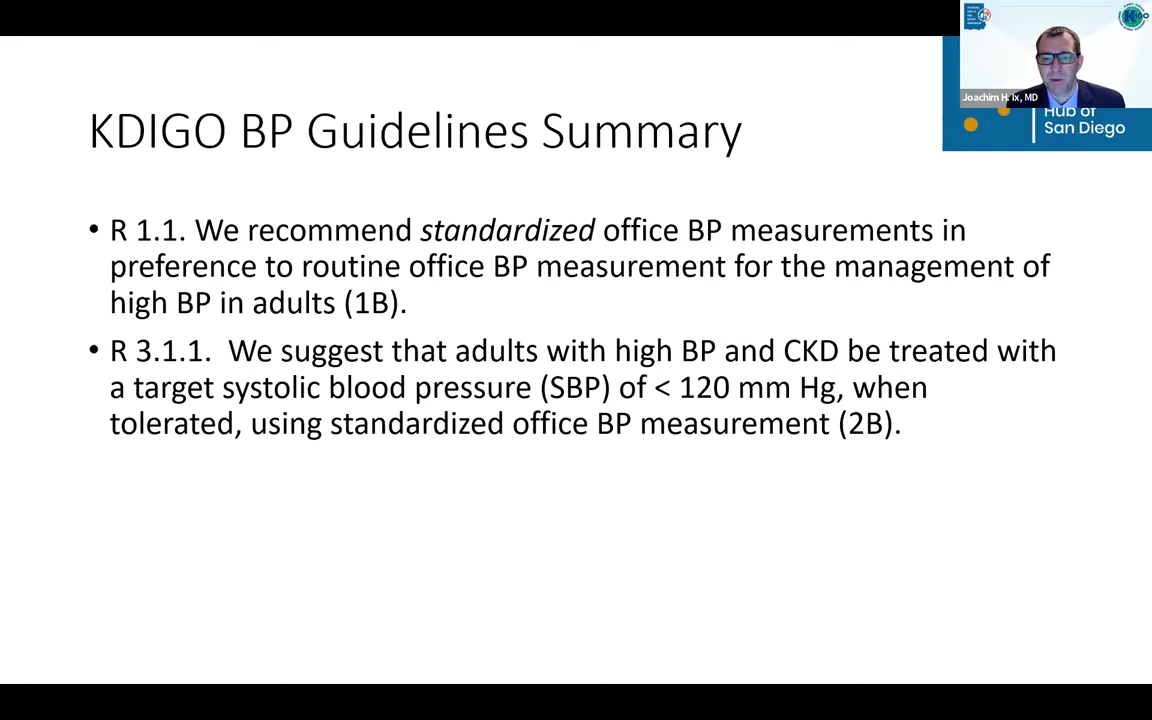 Joachim H. Ix, MD
Hub of
San Diego
KDIGO BP Guidelines Summary
• R 1.1. We recommend standardized office BP measurements in
preference to routine office BP measurement for the management of
high BP in adults (1B).
• R 3.1.1.  We suggest that adults with high BP and CKD be treated with
a target systolic blood pressure (SBP) of < 120 mm Hg, when
tolerated, using standardized office BP measurement (2B).